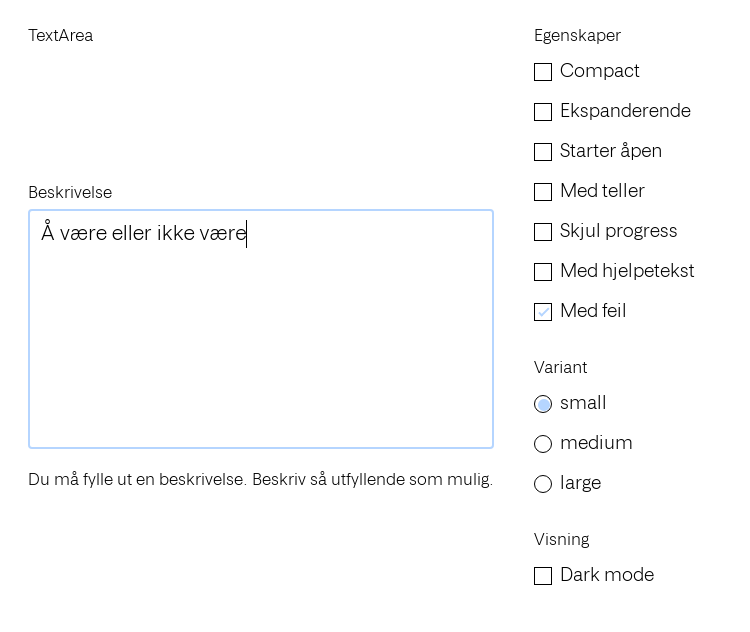 TextArea
Beskrivelse
Å være eller ikke være
Du må fylle ut en beskrivelse. Beskriv så utfyllende som mulig.
Egenskaper
Compact
Ekspanderende
Starter åpen
Med teller
Skjul progress
Med hjelpetekst
Med feil
Variant
small
medium
large
Visning
Dark mode